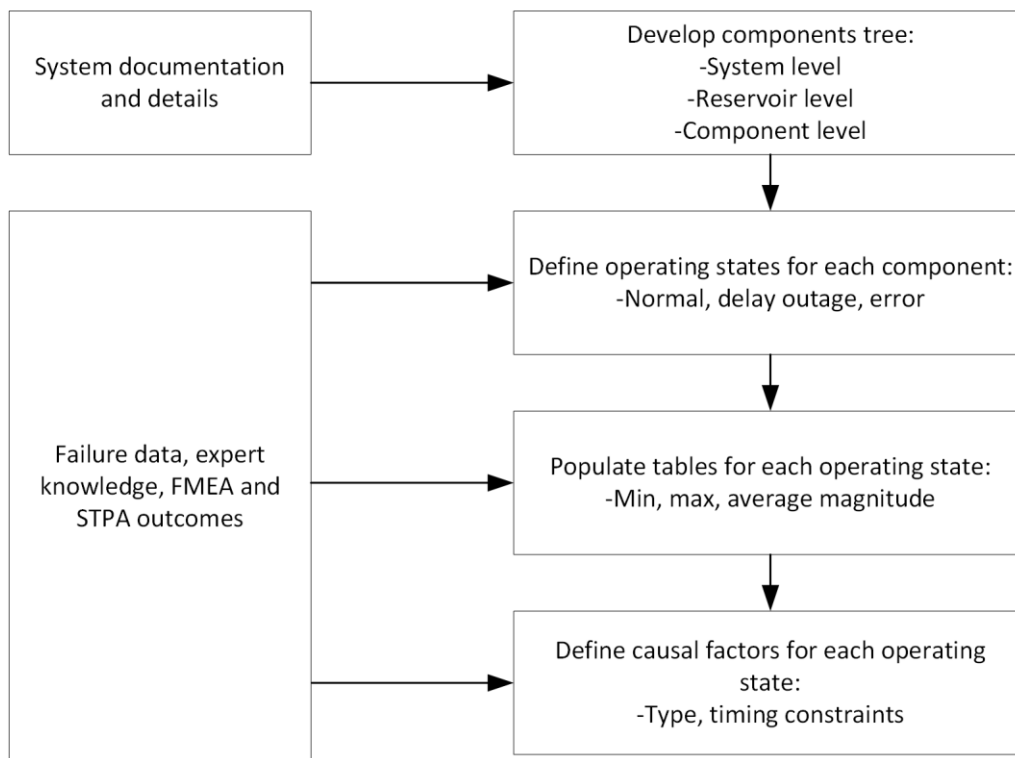 System documentation
and details
Develop components tree:
-System level
-Reservoir level
-Component level
Define operating states for each component:
-Normal, delay outage, error
Failure data, expert
knowledge, FMEA and
STPA outcomes
Populate tables for each operating state:
-Min, max, average magnitude
Define causal factors for each operating
state:
-Type, timing constraints